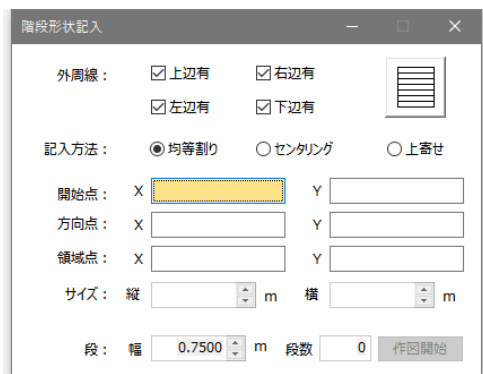 階段形状記入
外周線： 上辺有 右辺有
左辺有 下辺有
記入方法： 均等割り センタリング 上寄せ
開始点： X Y
方向点： X Y
領域点： X Y
サイズ： 縦 m 横 m
段： 幅 0.7500 m 段数 0 作図開始